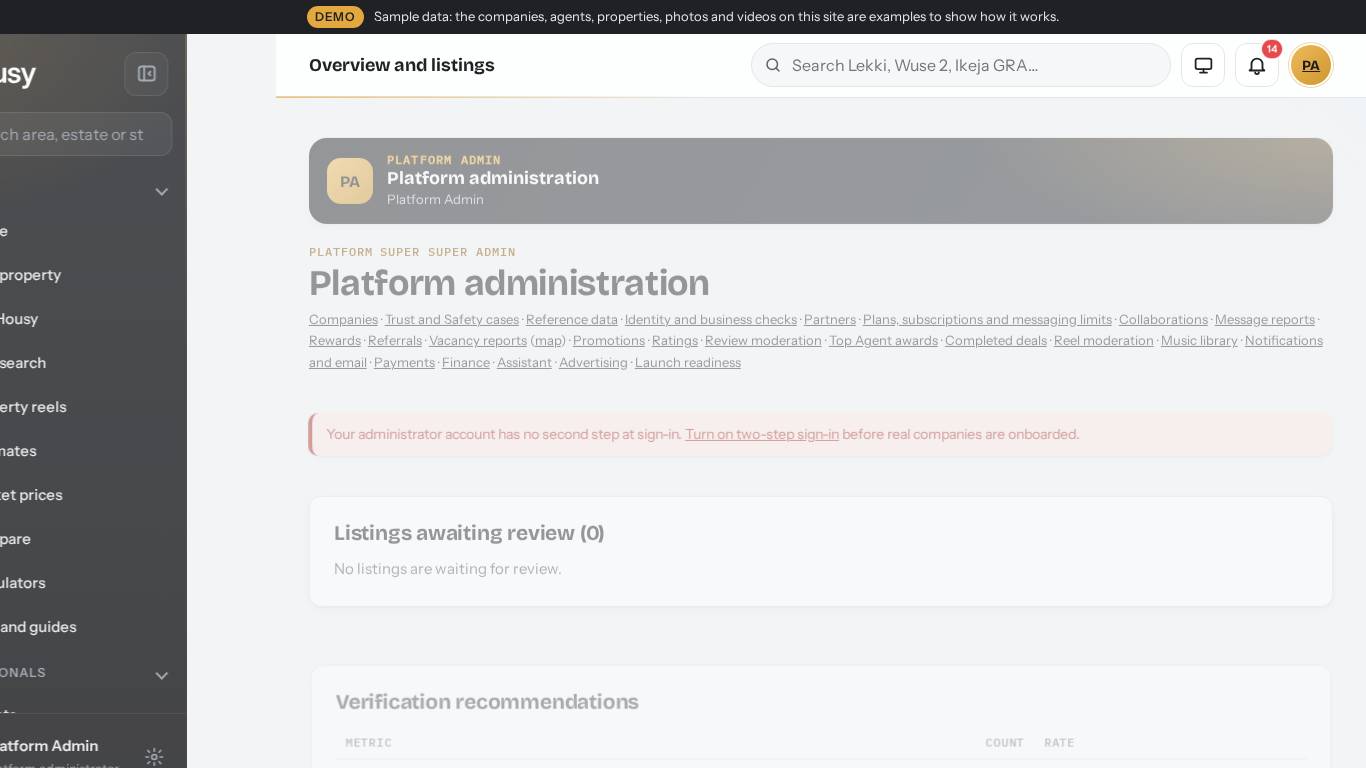 DEMO Sample data: the companies, agents, properties, photos and videos on this site are examples to show how it works.
usy
Overview and listings
Search Lekki, Wuse 2, Ikeja GRA...
14
PA
ch area, estate or st
e
property
Housy
search
erty reels
mates
et prices
pare
ulators
and guides
ONALS
atform Admin
PA
PLATFORM ADMIN
Platform administration
Platform Admin
PLATFORM SUPER SUPER ADMIN
Platform administration
Companies · Trust and Safety cases · Reference data · Identity and business checks · Partners · Plans, subscriptions and messaging limits · Collaborations · Message reports ·
Rewards · Referrals · Vacancy reports (map) · Promotions · Ratings · Review moderation · Top Agent awards · Completed deals · Reel moderation · Music library · Notifications
and email · Payments · Finance · Assistant · Advertising · Launch readiness
Your administrator account has no second step at sign-in. Turn on two-step sign-in before real companies are onboarded.
Listings awaiting review (0)
No listings are waiting for review.
Verification recommendations
METRIC COUNT RATE